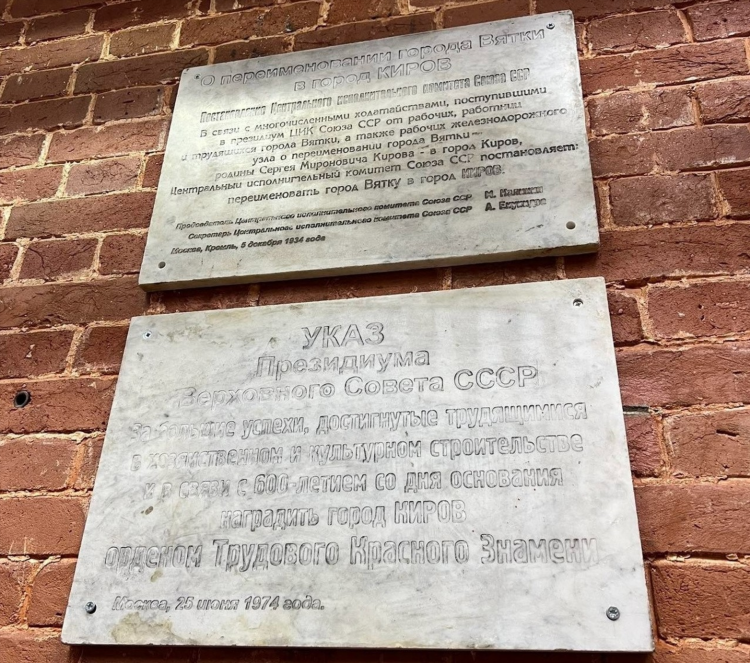 "О переименовании города Вятки
в город КИРОВ"
Постановление Центрального исполнительного комитета Союза ССР
В связи с многочисленными ходатайствами, поступившими
в президиум ЦИК Союза ССР от рабочих, работниц
и трудящихся города Вятки, а также рабочих железнодорожного
узла о переименовании города Вятки –
родины Сергея Мироновича Кирова - в город Киров,
Центральный исполнительный комитет Союза ССР постановляет:
переименовать город Вятку в город КИРОВ.
Председатель Центрального исполнительного комитета Союза ССР М. Калинин
Секретарь Центрального исполнительного комитета Союза ССР А. Енукидзе
Москва, Кремль, 5 декабря 1934 года
УКАЗ
Президиума
Верховного Совета СССР
За большие успехи, достигнутые трудящимися
в хозяйственном и культурном строительстве
и в связи с 600-летием со дня основания
наградить город КИРОВ
орденом Трудового Красного Знамени
Москва, 25 июня 1974 года.